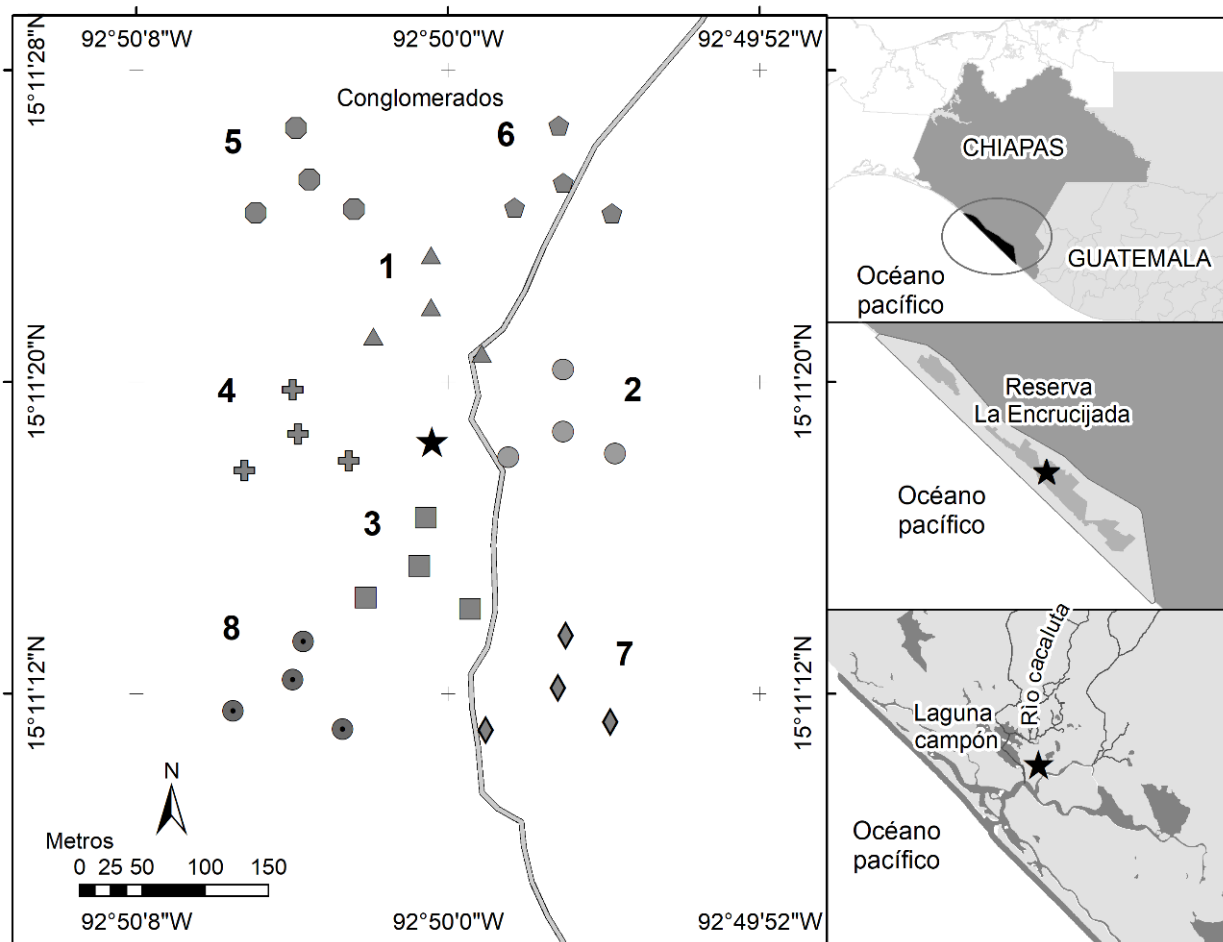 92°50'8"W
92°50'0"W
92°49'52"W
15°11'28"N
15°11'28"N
Conglomerados
5
6
1
CHIAPAS
GUATEMALA
Océano
pacífico
15°11'20"N
15°11'20"N
4
2
3
Reserva
La Encrucijada
Océano
pacífico
8
7
15°11'12"N
15°11'12"N
Rìo cacaluta
Laguna
campón
Océano
pacífico
N
Metros
0 25 50 100 150
92°50'8"W
92°50'0"W
92°49'52"W